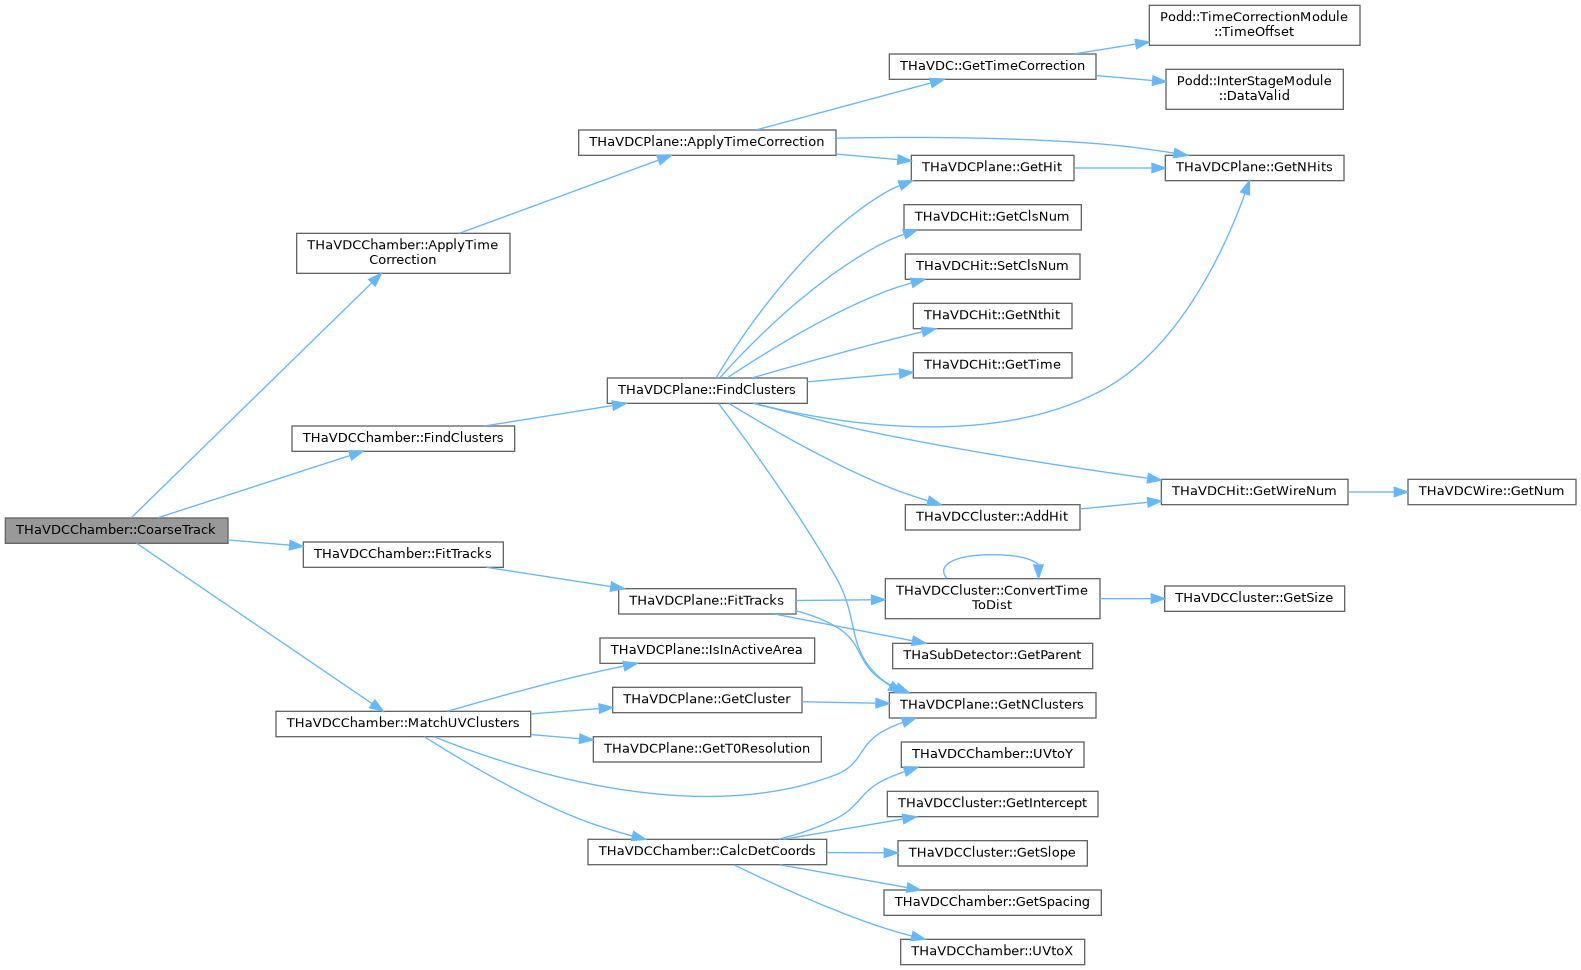 Podd::TimeCorrectionModule
::TimeOffset
THaVDC::GetTimeCorrection
Podd::InterStageModule
::DataValid
THaVDCPlane::ApplyTimeCorrection
THaVDCPlane::GetHit
THaVDCPlane::GetNHits
THaVDCHit::GetClsNum
THaVDCChamber::ApplyTime
Correction
THaVDCHit::SetClsNum
THaVDCHit::GetNthit
THaVDCHit::GetTime
THaVDCPlane::FindClusters
THaVDCChamber::FindClusters
THaVDCHit::GetWireNum
THaVDCWire::GetNum
THaVDCCluster::AddHit
THaVDCChamber::CoarseTrack
THaVDCChamber::FitTracks
THaVDCPlane::FitTracks
THaVDCCluster::ConvertTime
ToDist
THaVDCCluster::GetSize
THaVDCPlane::IsInActiveArea
THaSubDetector::GetParent
THaVDCPlane::GetCluster
THaVDCPlane::GetNClusters
THaVDCChamber::MatchUVClusters
THaVDCPlane::GetT0Resolution
THaVDCChamber::UVtoY
THaVDCCluster::GetIntercept
THaVDCChamber::CalcDetCoords
THaVDCCluster::GetSlope
THaVDCChamber::GetSpacing
THaVDCChamber::UVtoX